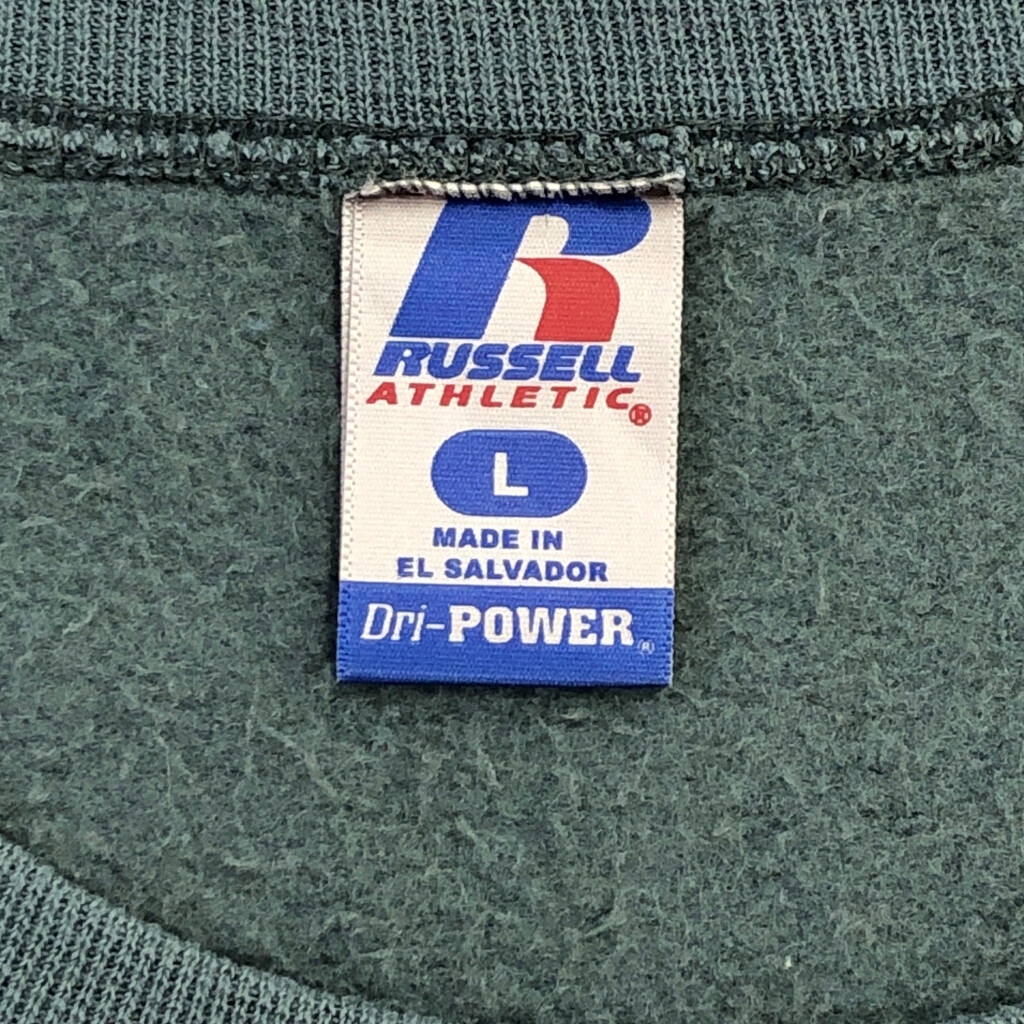 R
RUSSELL
ATHLETIC®
L
MADE IN
EL SALVADOR
Dri-POWER®